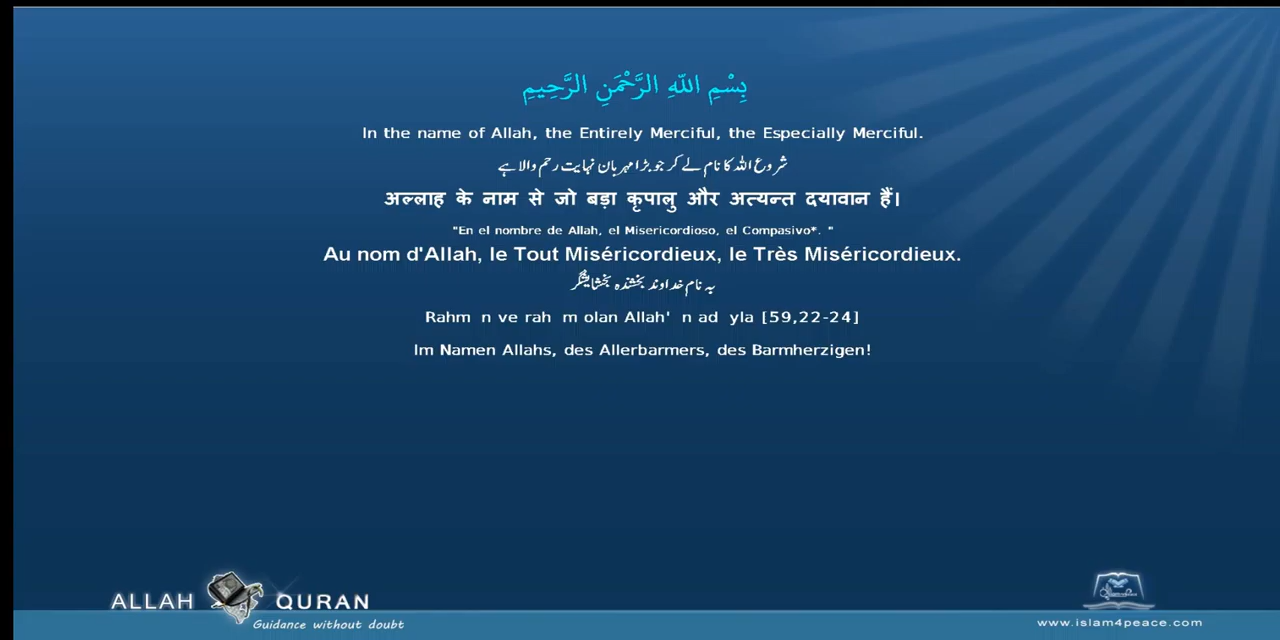 بِسْمِ اللَّهِ الرَّحْمَنِ الرَّحِيمِ
In the name of Allah, the Entirely Merciful, the Especially Merciful.
شروع الله کا نام لے کر جو بڑا مہربان نہایت رحم والا ہے
अल्लाह के नाम से जो बड़ा कृपालु और अत्यन्त दयावान हैं।
"En el nombre de Allah, el Misericordioso, el Compasivo*. "
Au nom d'Allah, le Tout Miséricordieux, le Très Miséricordieux.
به نام خداوند بخشنده بخشایشگر
Rahm n ve rah m olan Allah' n ad yla [59,22-24]
Im Namen Allahs, des Allerbarmers, des Barmherzigen!
ALLAH QURAN
Guidance without doubt
www.islam4peace.com